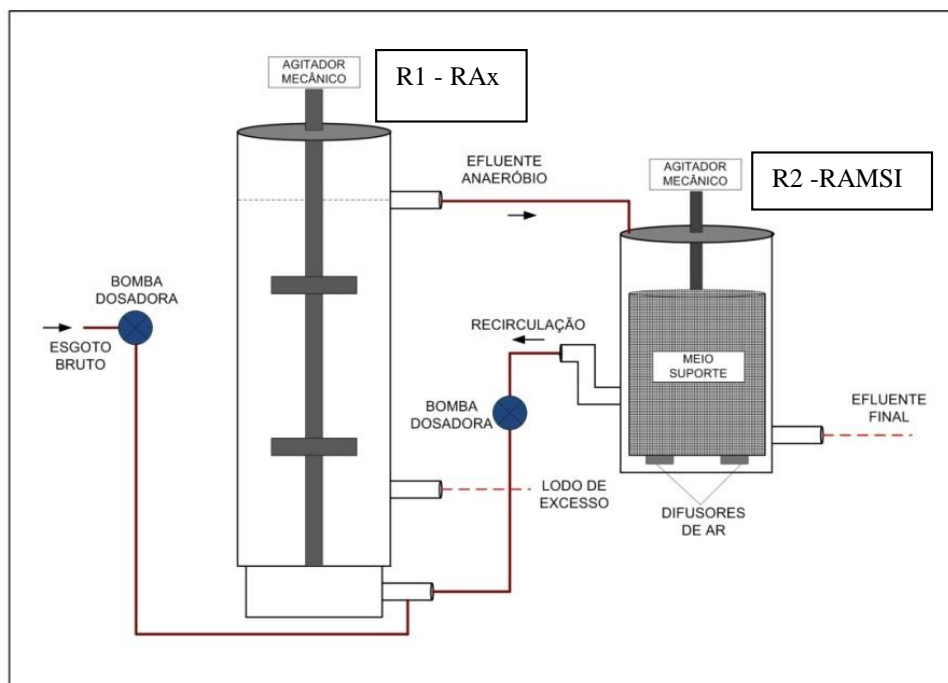 AGITADOR
MECÂNICO
R1 - RAx
EFLUENTE
ANAERÓBIO
AGITADOR
MECÂNICO
R2 -RAMSI
BOMBA
DOSADORA
ESGOTO
BRUTO
RECIRCULAÇÃO
MEIO
SUPORTE
BOMBA
DOSADORA
EFLUENTE
FINAL
LODO DE
EXCESSO
DIFUSORES
DE AR